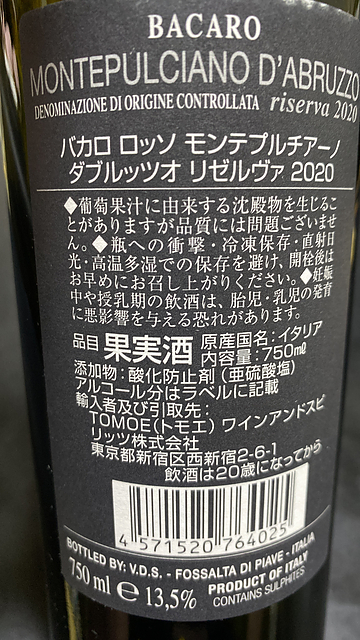 BACARO
MONTEPULCIANO D'ABRUZZO
DENOMINAZIONE DI ORIGINE CONTROLLATA riserva 2020
バカロ ロッソ モンテプルチアーノ
ダブルッツオ リゼルヴァ 2020
◆葡萄果汁に由来する沈殿物を生じるこ
とがありますが品質には問題ございませ
ん。◆瓶への衝撃・冷凍保存・直射日
光・高温多湿での保存を避け、開栓後は
お早めにお召し上がりください。◆妊娠
中や授乳期の飲酒は、胎児・乳児の発育
に悪影響を与える恐れがあります。
品目 果実酒 原産国名:イタリア
内容量:750㎖
添加物:酸化防止剤(亜硫酸塩)
アルコール分はラベルに記載
輸入者及び引取先:
TOMOE(トモエ) ワインアンドスピ
リッツ株式会社
東京都新宿区西新宿2-6-1
飲酒は20歳になってから
4 571520 764025
BOTTLED BY: V.D.S. - FOSSALTA DI PIAVE - ITALIA
750 ml ℮ 13,5% PRODUCT OF ITALY
CONTAINS SULPHITES